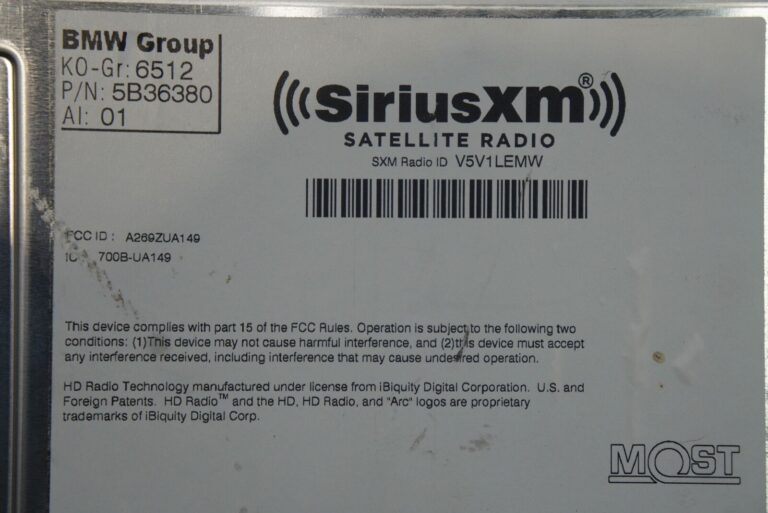 BMW Group
KO-Gr: 6512
P/N: 5B36380
AI: 01
SiriusXm®
SATELLITE RADIO
SXM Radio ID V5V1LEMW
FCC ID: A269ZUA149
IC: 700B-UA149
This device complies with part 15 of the FCC Rules. Operation is subject to the following two
conditions: (1)This device may not cause harmful interference, and (2)this device must accept
any interference received, including interference that may cause undesired operation.
HD Radio Technology manufactured under license from iBiquity Digital Corporation. U.S. and
Foreign Patents. HD Radio™ and the HD, HD Radio, and "Arc" logos are proprietary
trademarks of iBiquity Digital Corp.
MOST